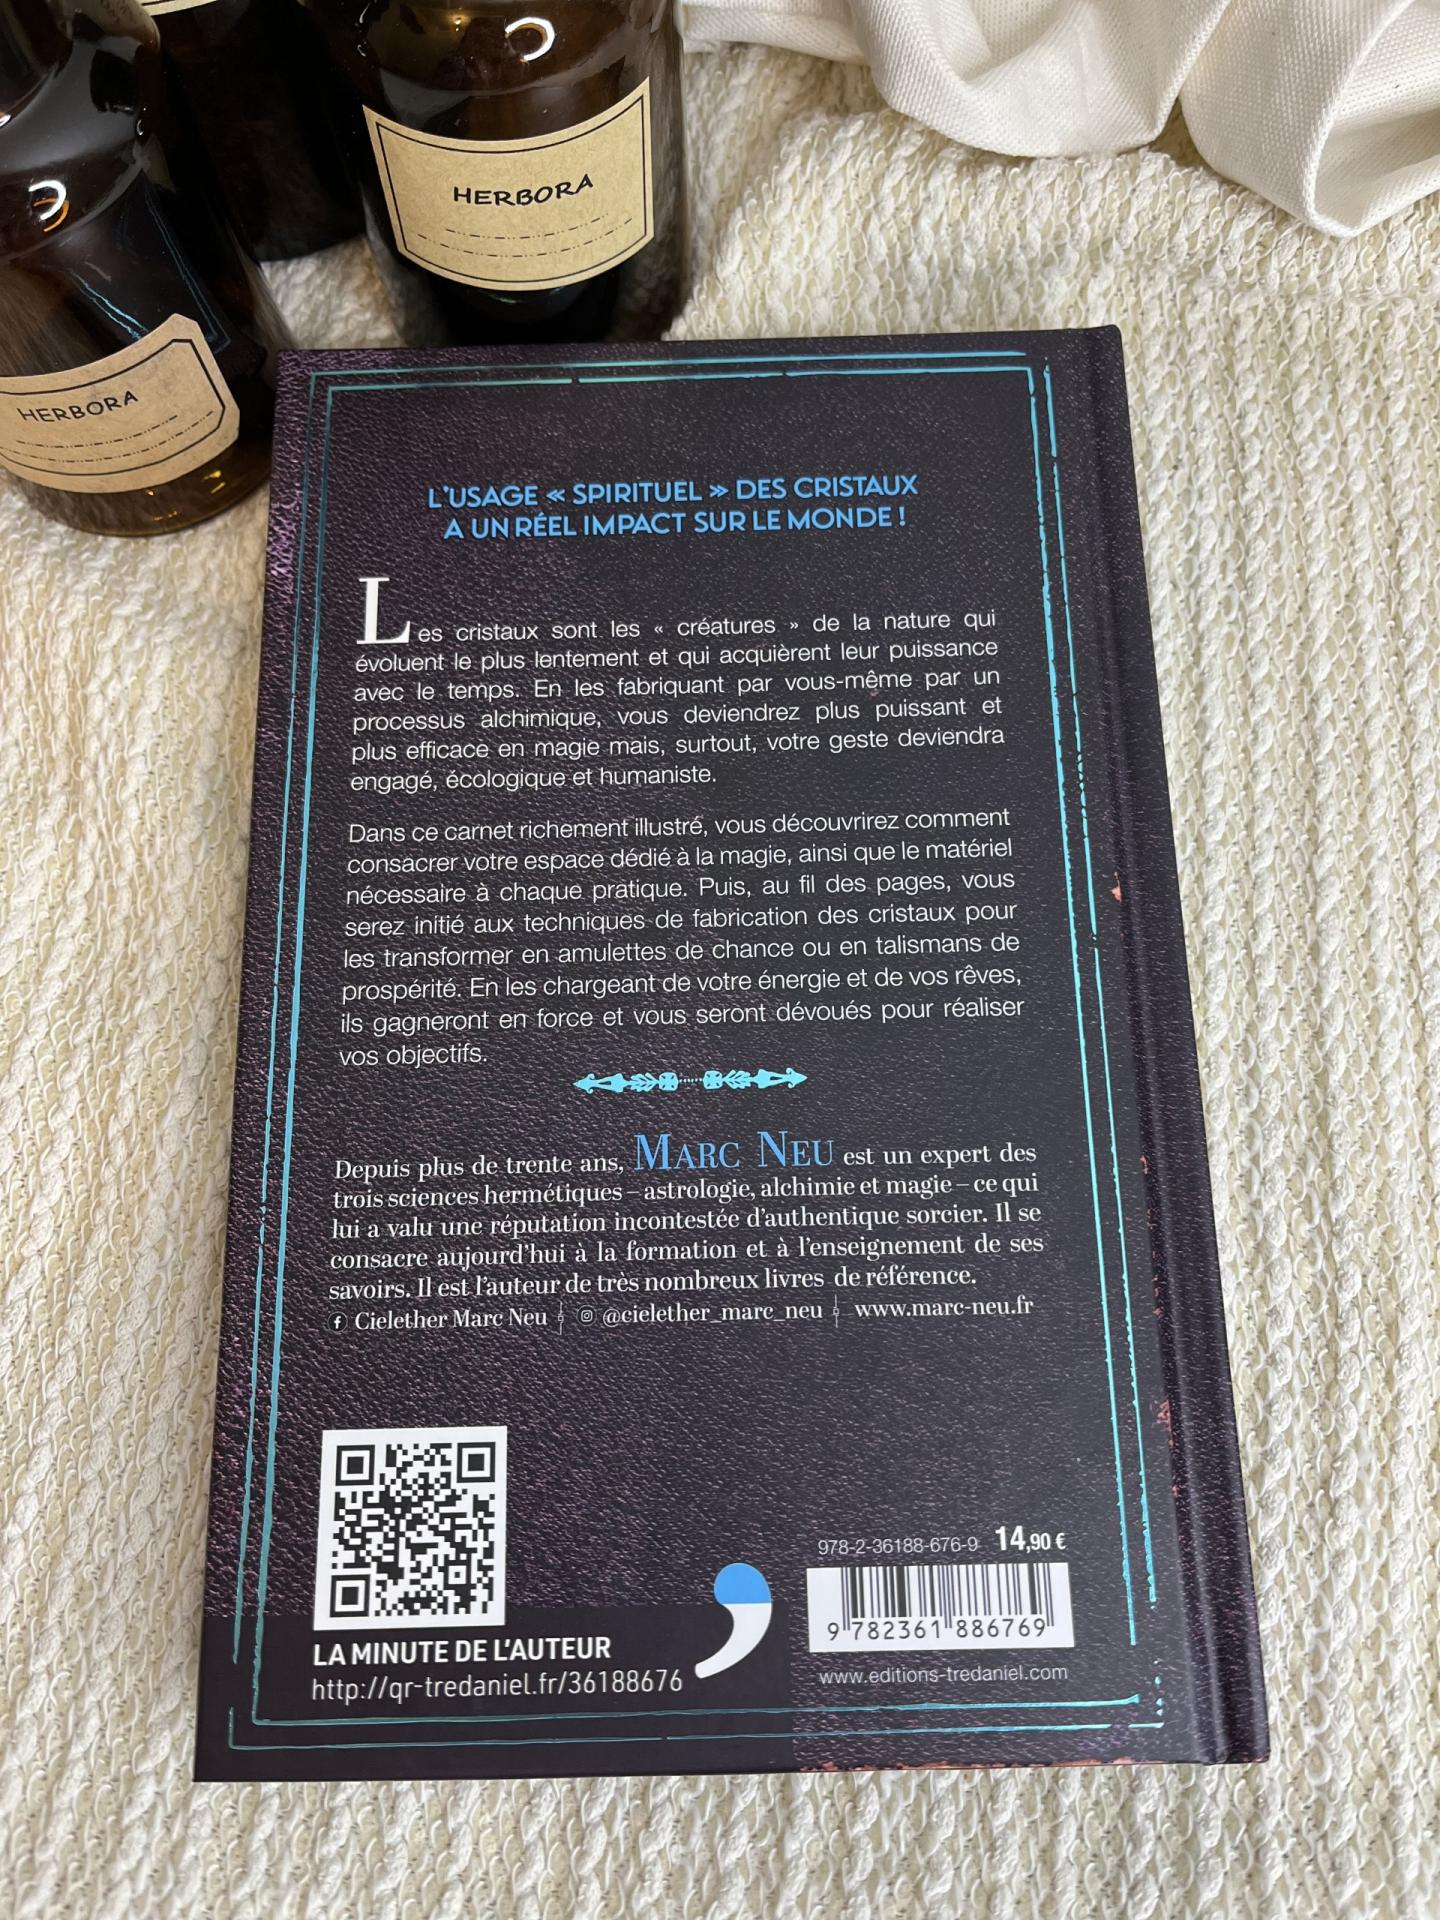 HERBORA
HERBORA
L'USAGE « SPIRITUEL » DES CRISTAUX
A UN RÉEL IMPACT SUR LE MONDE !
Les cristaux sont les « créatures » de la nature qui
évoluent le plus lentement et qui acquièrent leur puissance
avec le temps. En les fabriquant par vous-même par un
processus alchimique, vous deviendrez plus puissant et
plus efficace en magie mais, surtout, votre geste deviendra
engagé, écologique et humaniste.
Dans ce carnet richement illustré, vous découvrirez comment
consacrer votre espace dédié à la magie, ainsi que le matériel
nécessaire à chaque pratique. Puis, au fil des pages, vous
serez initié aux techniques de fabrication des cristaux pour
les transformer en amulettes de chance ou en talismans de
prospérité. En les chargeant de votre énergie et de vos rêves,
ils gagneront en force et vous seront dévoués pour réaliser
vos objectifs.
Depuis plus de trente ans, MARC NEU est un expert des
trois sciences hermétiques – astrologie, alchimie et magie – ce qui
lui a valu une réputation incontestée d'authentique sorcier. Il se
consacre aujourd'hui à la formation et à l'enseignement de ses
savoirs. Il est l'auteur de très nombreux livres de référence.
Cielether Marc Neu @cielether_marc_neu www.marc-neu.fr
978-2-36188-676-9 14,90 €
9 782361 886769
LA MINUTE DE L'AUTEUR
http://qr-tredaniel.fr/36188676
www.editions-tredaniel.com